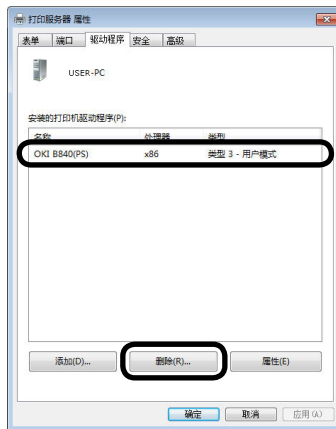 打印服务器 属性
表单 端口 驱动程序 安全 高级
USER-PC
安装的打印机驱动程序(P):
名称 处理器 类型
OKI B840(PS) x86 类型 3 - 用户模式
添加(D)... 删除(R)... 属性(E)
确定 取消 应用(A)